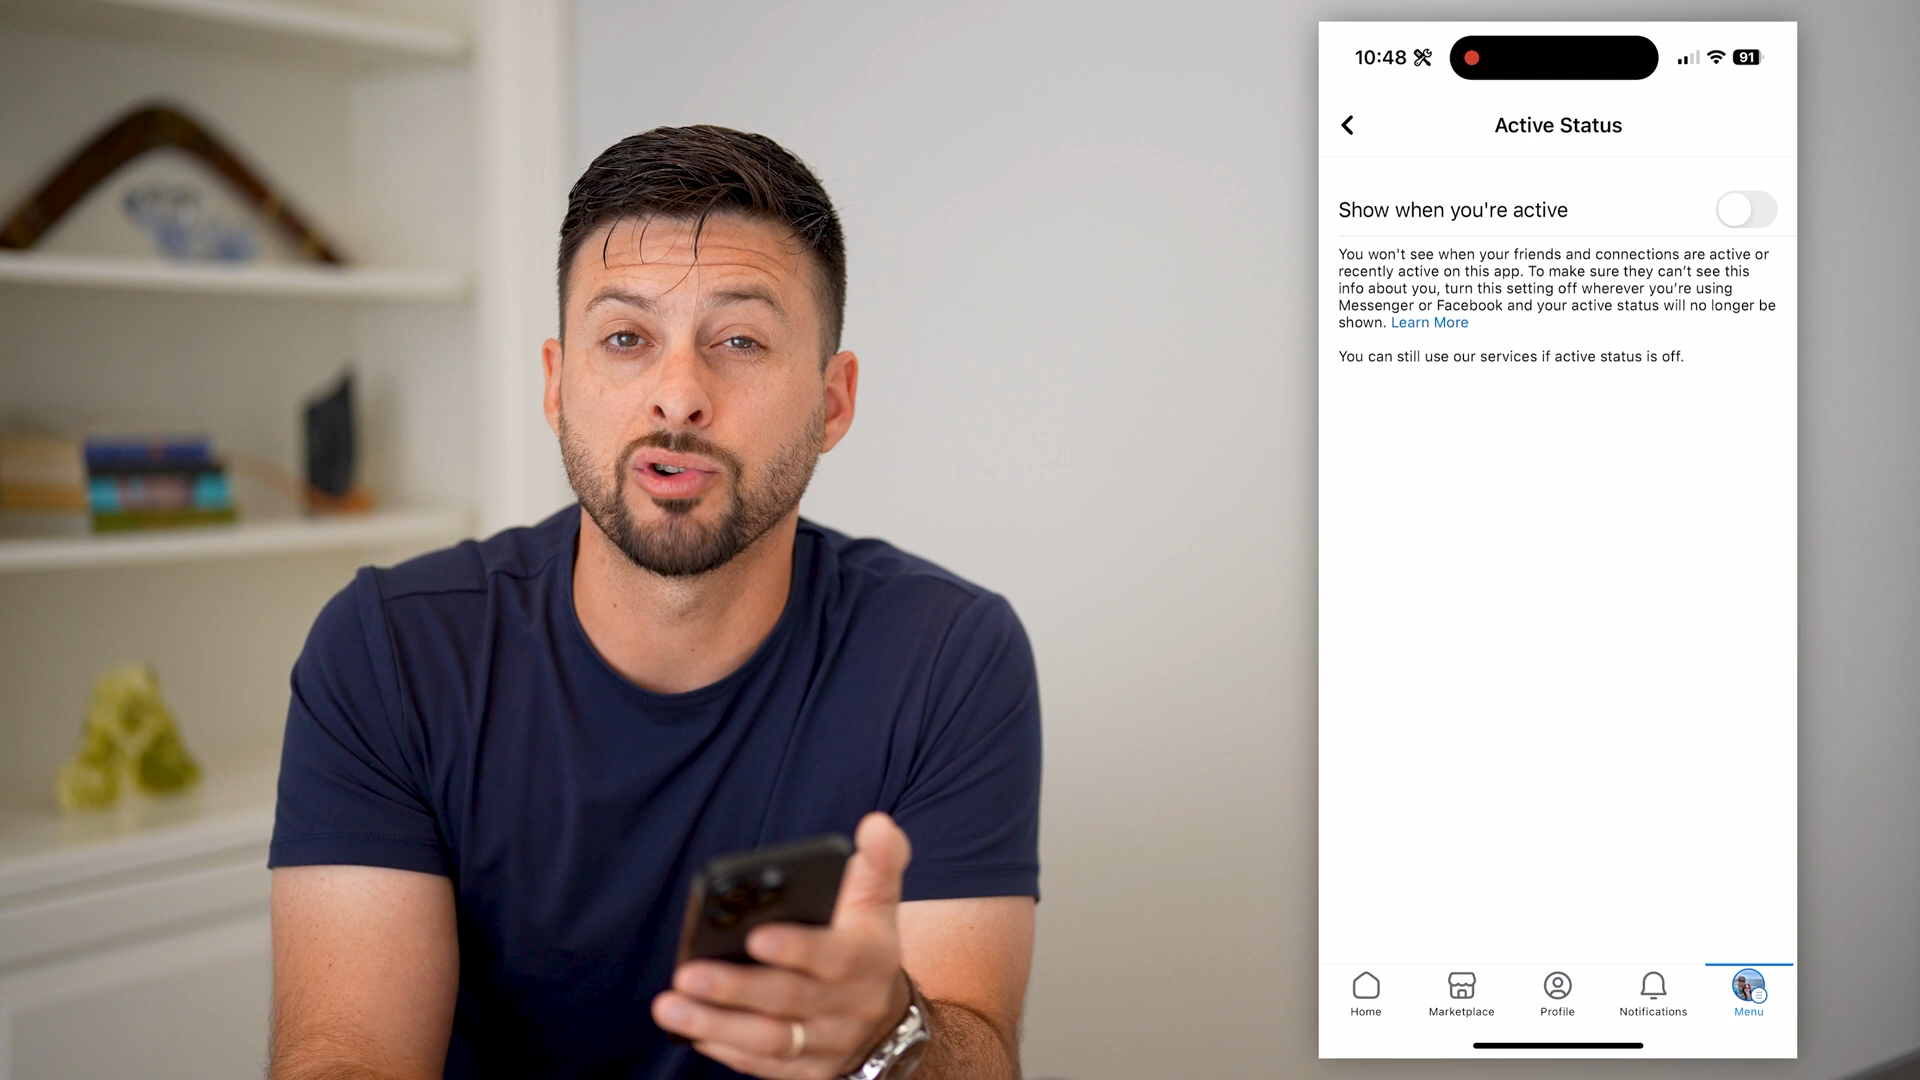 10:48
91
Active Status
Show when you're active
You won't see when your friends and connections are active or
recently active on this app. To make sure they can't see this
info about you, turn this setting off wherever you're using
Messenger or Facebook and your active status will no longer be
shown. Learn More
You can still use our services if active status is off.
Home
Marketplace
Profile
Notifications
Menu